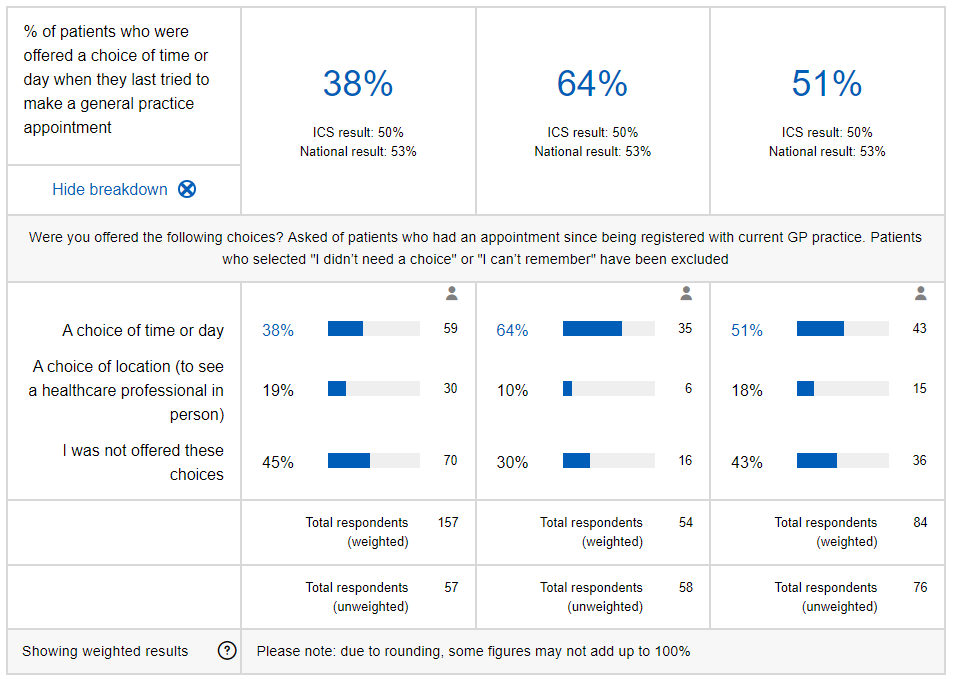 % of patients who were
offered a choice of time or
day when they last tried to
make a general practice
appointment
Hide breakdown
38%
ICS result: 50%
National result: 53%
64%
ICS result: 50%
National result: 53%
51%
ICS result: 50%
National result: 53%
Were you offered the following choices? Asked of patients who had an appointment since being registered with current GP practice. Patients
who selected "I didn’t need a choice" or "I can’t remember" have been excluded
A choice of time or day 38% 59 64% 35 51% 43
A choice of location (to see
a healthcare professional in 19% 30 10% 6 18% 15
person)
I was not offered these
choices 45% 70 30% 16 43% 36
Total respondents 157 Total respondents 54 Total respondents 84
(weighted) (weighted) (weighted)
Total respondents 57 Total respondents 58 Total respondents 76
(unweighted) (unweighted) (unweighted)
Showing weighted results ? Please note: due to rounding, some figures may not add up to 100%